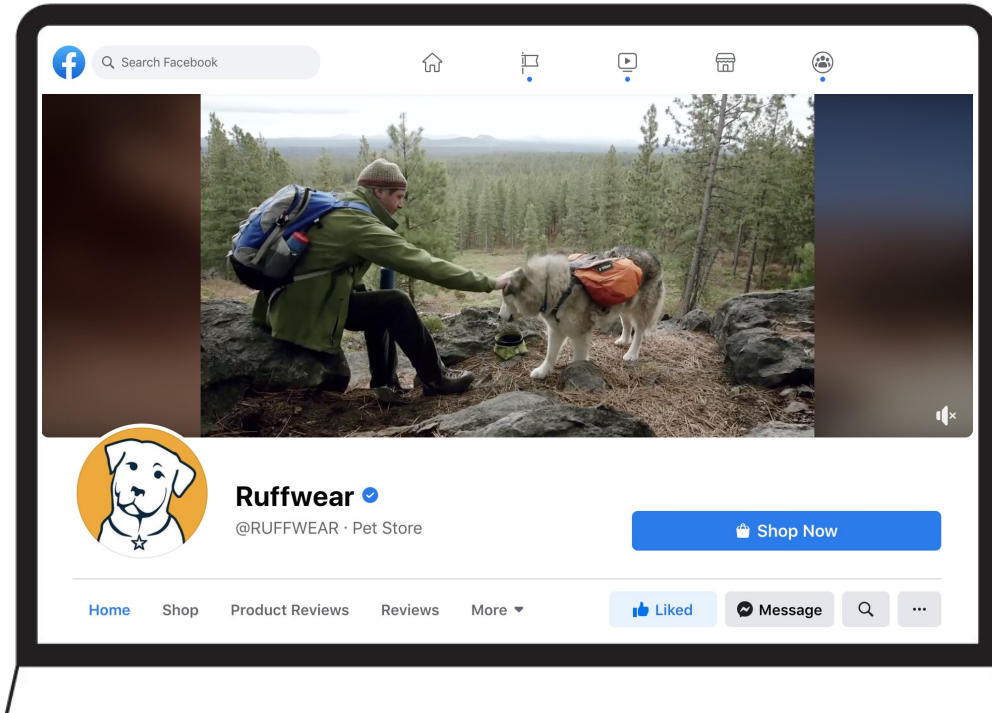 Search Facebook
Ruffwear
@RUFFWEAR · Pet Store
Shop Now
Home Shop Product Reviews Reviews More
Liked Message